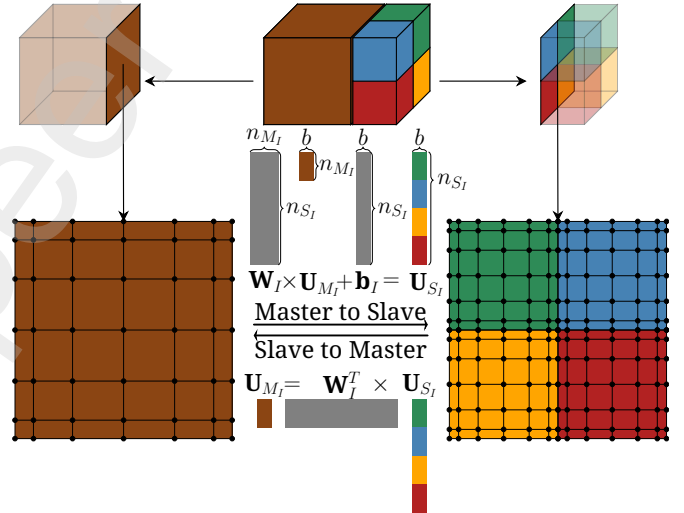 n_{M_I} b b b
n_{M_I}
n_{S_I} n_{S_I} n_{S_I}
W_I × U_{M_I} + b_I = U_{S_I}
Master to Slave
Slave to Master
U_{M_I} = W_I^T × U_{S_I}